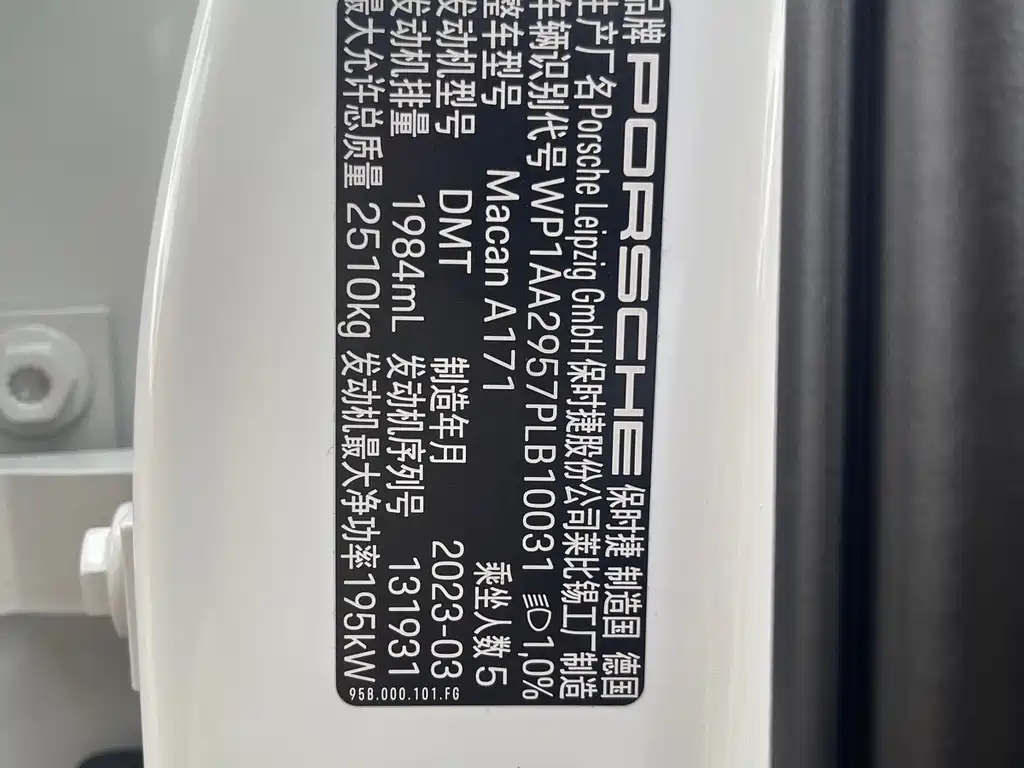 品牌 PORSCHE 保时捷 制造国 德国
生产厂名Porsche Leipzig GmbH 保时捷股份公司莱比锡工厂制造
车辆识别代号 WP1AA2957PLB10031 1,0%
整车型号 Macan A171 乘坐人数 5
发动机型号 DMT 制造年月 2023-03
发动机排量 1984mL 发动机序列号 131931
最大允许总质量 2510kg 发动机最大净功率195kW
95B.000.101.FG